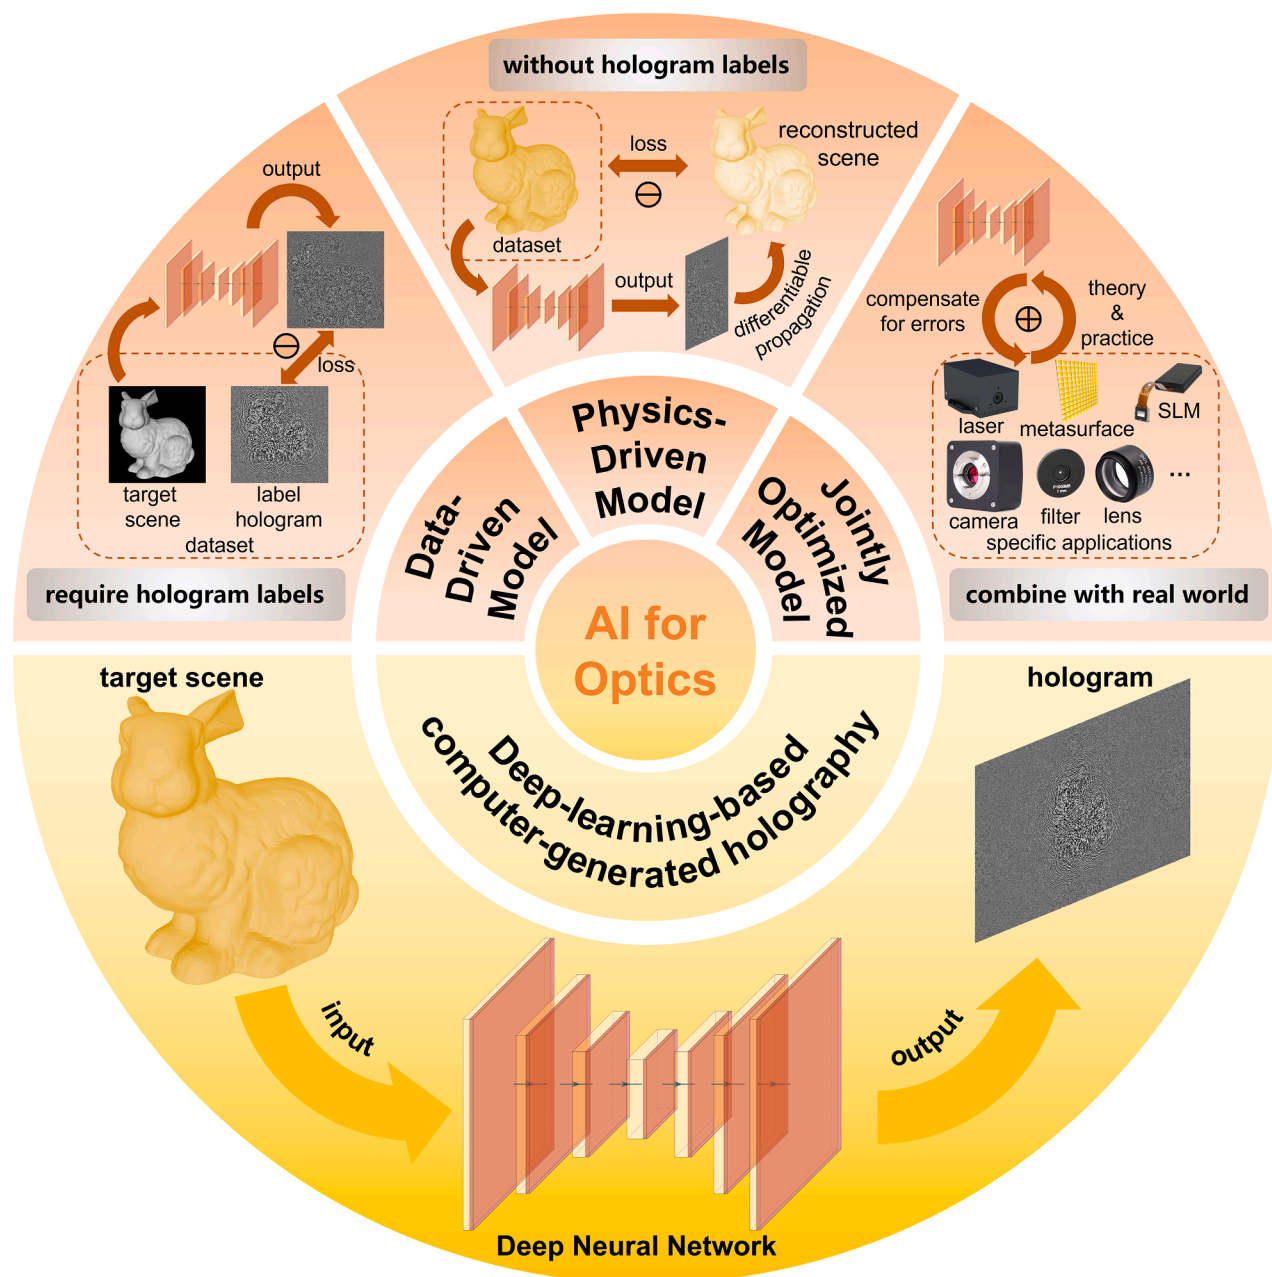 without hologram labels
loss
reconstructed
scene
dataset
output
differentiable
propagation
output
loss
target
scene
label
hologram
dataset
require hologram labels
compensate
for errors
theory
&
practice
laser
metasurface
SLM
camera
filter
lens
...
specific applications
combine with real world
Data-
Driven
Model
Physics-
Driven
Model
Jointly
Optimized
Model
AI for
Optics
Deep-learning-based
computer-generated holography
target scene
hologram
input
output
Deep Neural Network